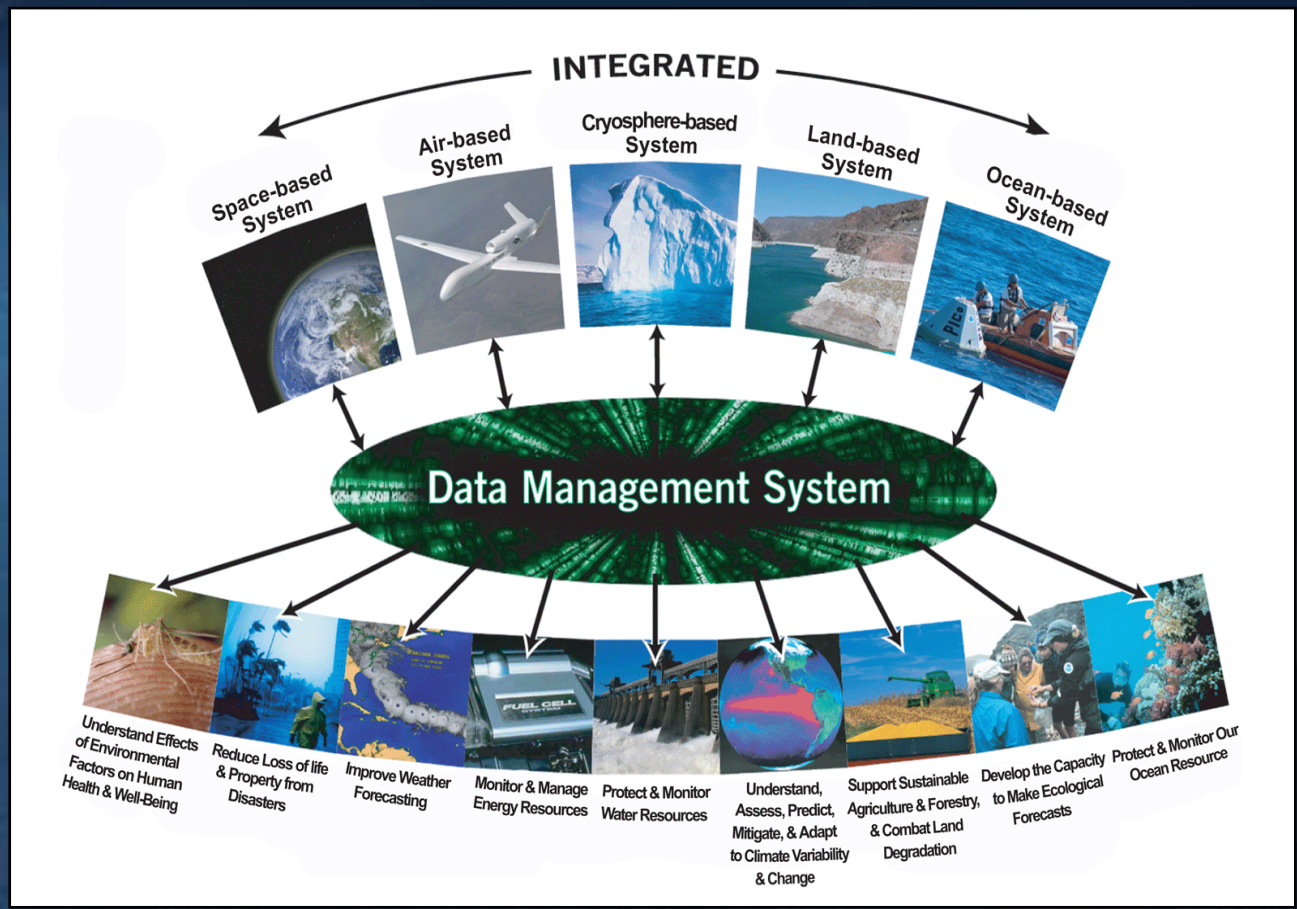 INTEGRATED
Space-based
System
Air-based
System
Cryosphere-based
System
Land-based
System
Ocean-based
System
PICO
Data Management System
FUEL CELL
SYSTEM
Understand Effects
of Environmental
Factors on Human
Health & Well-Being
Reduce Loss of life
& Property from
Disasters
Improve Weather
Forecasting
Monitor & Manage
Energy Resources
Protect & Monitor
Water Resources
Understand,
Assess, Predict,
Mitigate, & Adapt
to Climate Variability
& Change
Support Sustainable
Agriculture & Forestry,
& Combat Land
Degradation
Develop the Capacity
to Make Ecological
Forecasts
Protect & Monitor Our
Ocean Resource